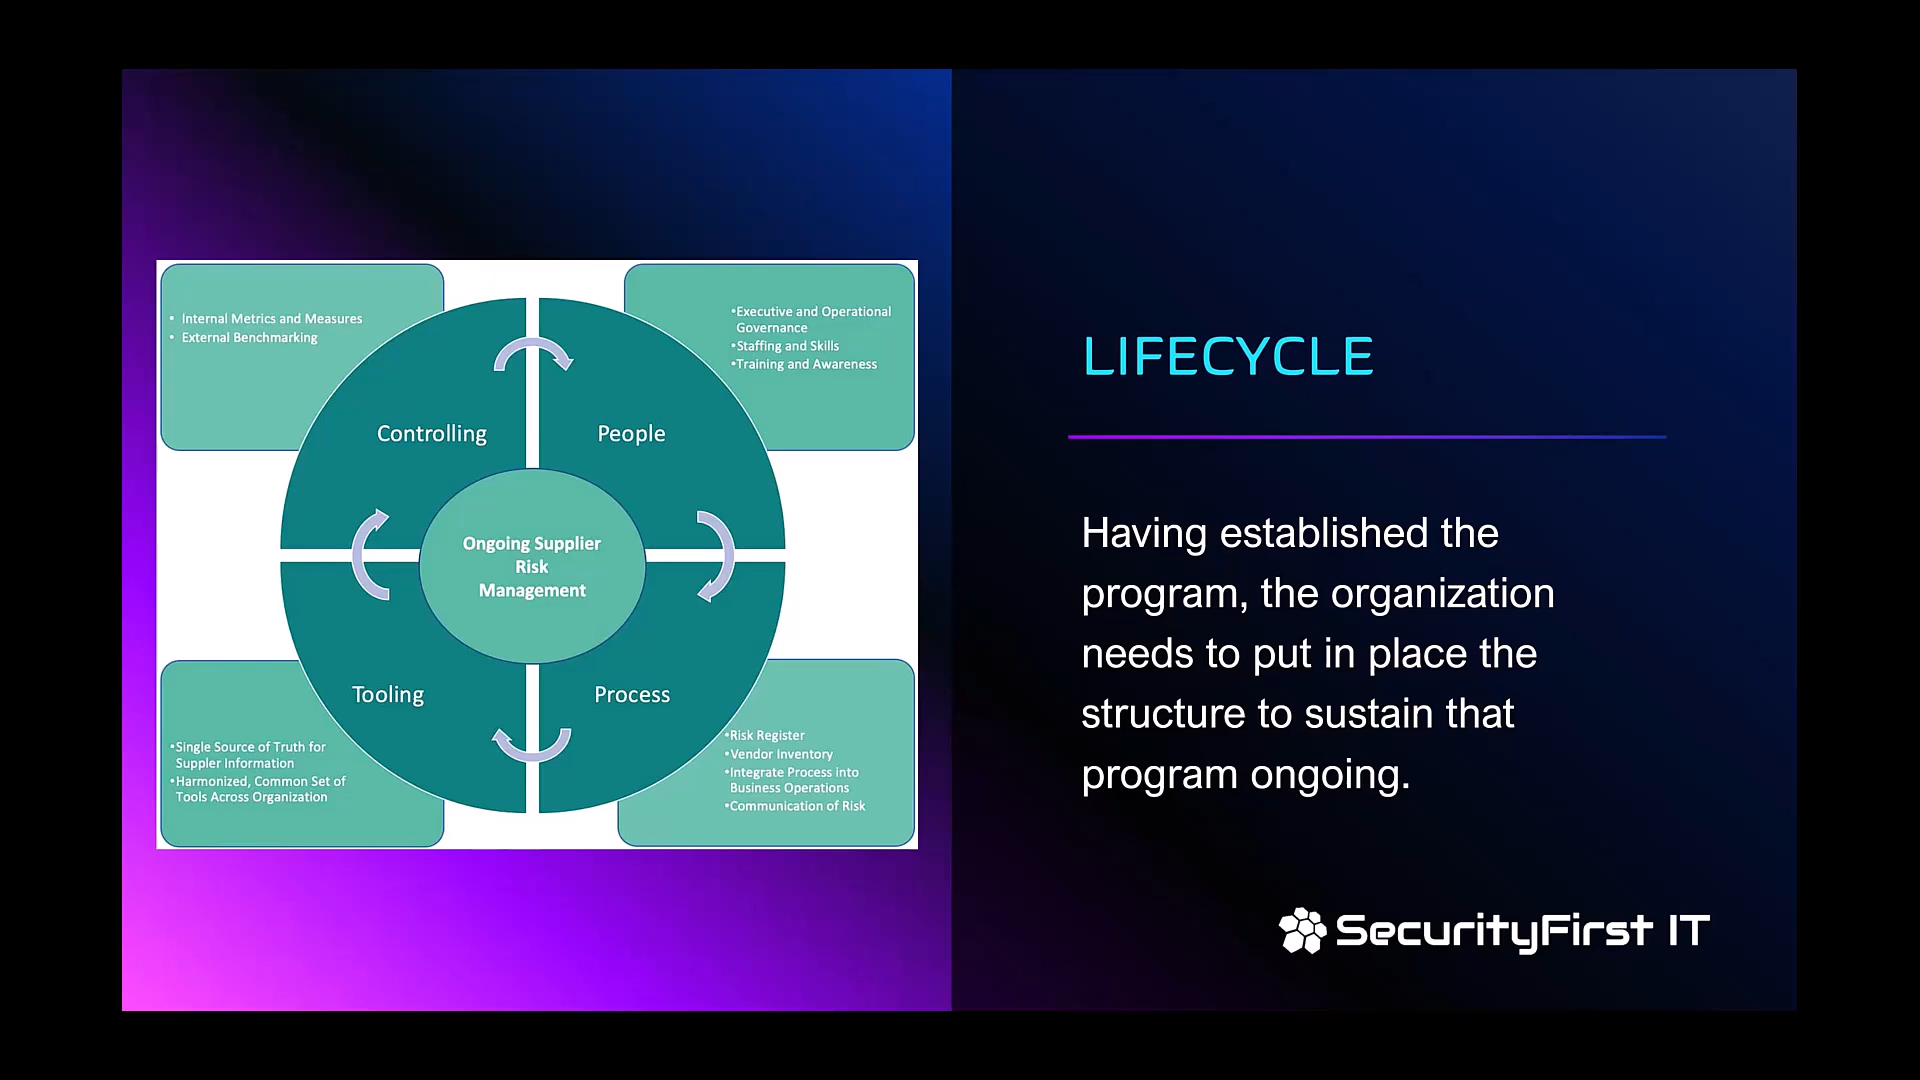 • Internal Metrics and Measures
• External Benchmarking
•Executive and Operational
Governance
•Staffing and Skills
•Training and Awareness
Controlling
People
Ongoing Supplier
Risk
Management
Tooling
Process
•Single Source of Truth for
Suppler Information
•Harmonized, Common Set of
Tools Across Organization
•Risk Register
•Vendor Inventory
•Integrate Process into
Business Operations
•Communication of Risk
LIFECYCLE
Having established the
program, the organization
needs to put in place the
structure to sustain that
program ongoing.
SecurityFirst IT